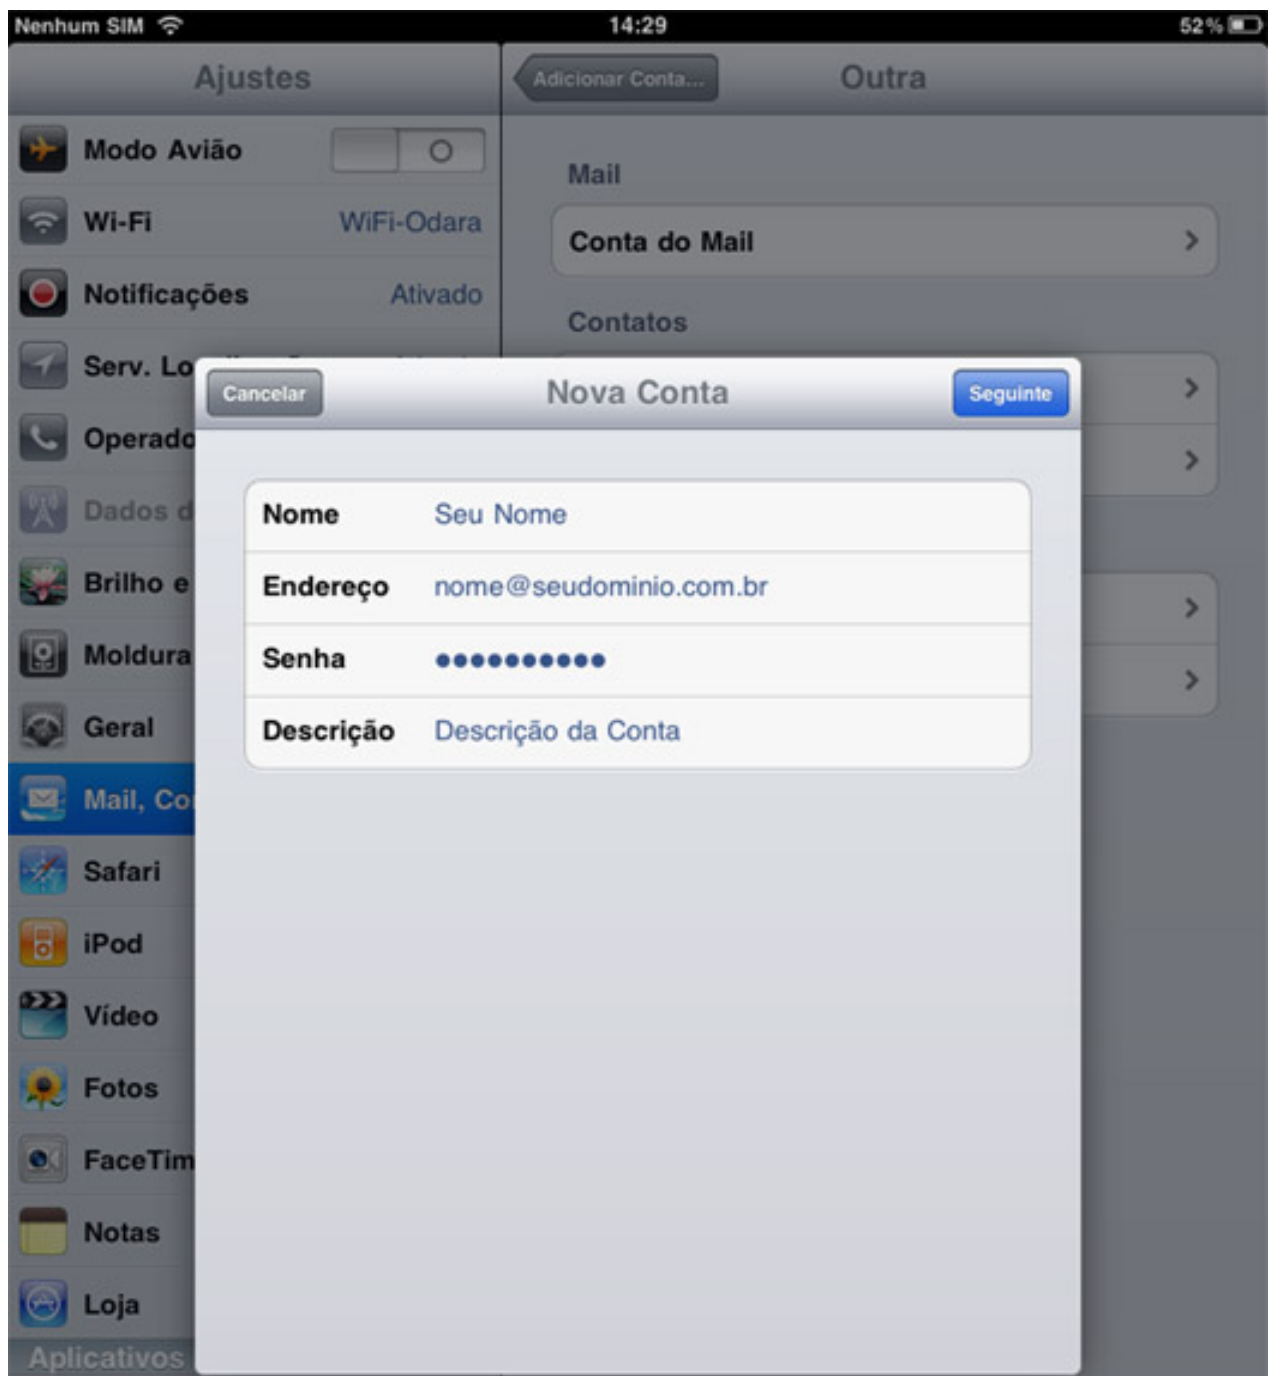 Nenhum SIM 14:29 52%
Ajustes
Adicionar Conta... Outra
Modo Avião
Mail
Wi-Fi WiFi-Odara
Conta do Mail
Notificações Ativado
Contatos
Serv. Lo
Cancelar Nova Conta Seguinte
Operado
Nome Seu Nome
Dados d
Endereço nome@seudominio.com.br
Brilho e
Senha ●●●●●●●●●●
Moldura
Descrição Descrição da Conta
Geral
Mail, Co
Safari
iPod
Vídeo
Fotos
FaceTim
Notas
Loja
Aplicativos